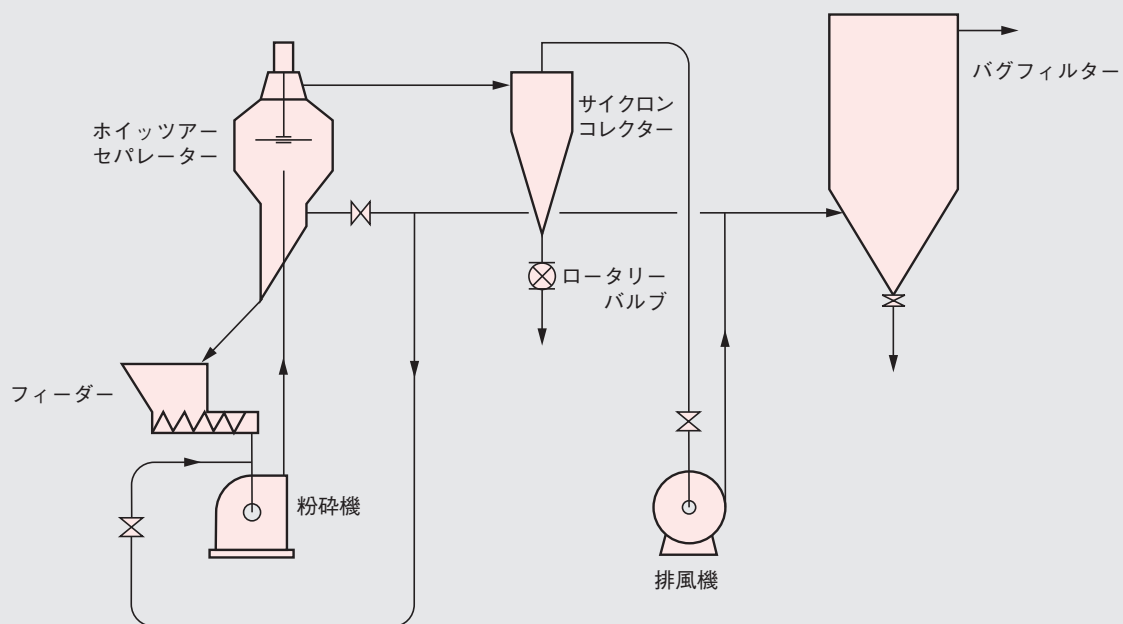 バグフィルター
サイクロン
コレクター
ホイッツアー
セパレーター
ロータリー
バルブ
フィーダー
粉砕機
排風機